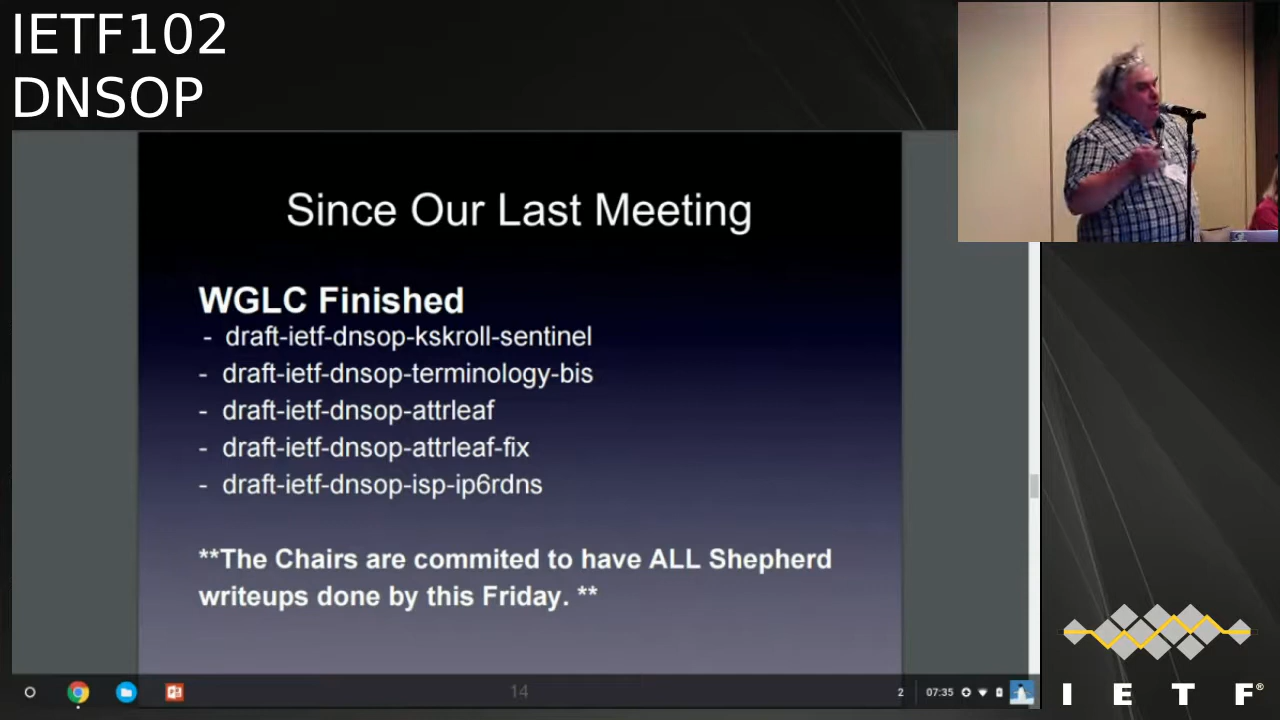 IETF102
DNSOP
Since Our Last Meeting
WGLC Finished
- draft-ietf-dnsop-kskroll-sentinel
- draft-ietf-dnsop-terminology-bis
- draft-ietf-dnsop-attrleaf
- draft-ietf-dnsop-attrleaf-fix
- draft-ietf-dnsop-isp-ip6rdns
**The Chairs are commited to have ALL Shepherd
writeups done by this Friday. **
14
2 07:35
I E T F®